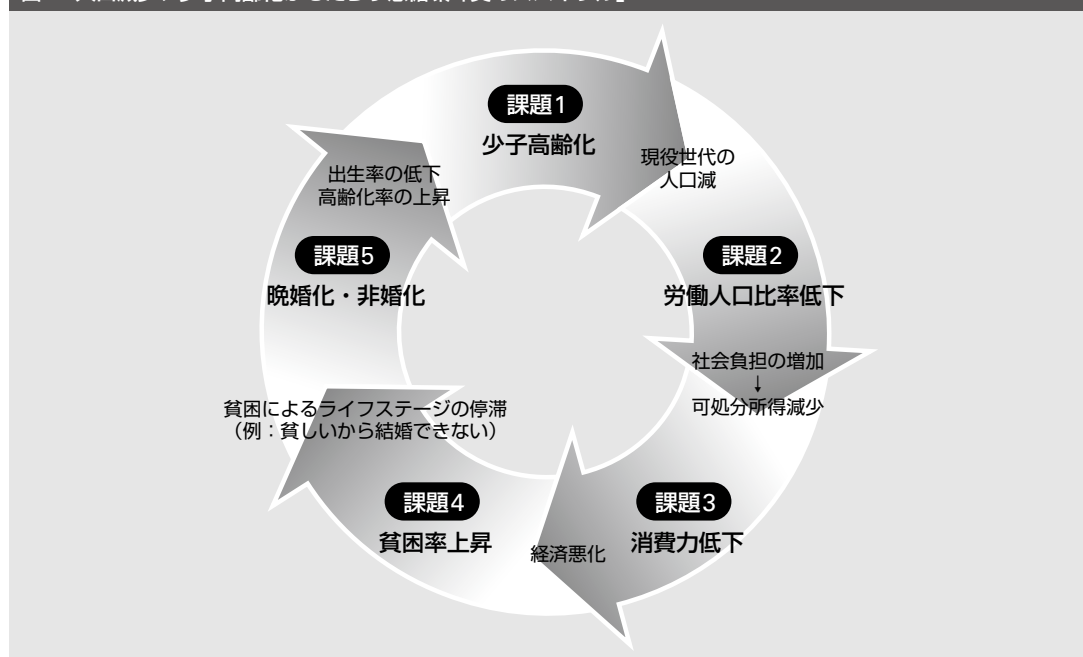 課題1
少子高齢化
現役世代の
人口減
課題2
労働人口比率低下
社会負担の増加
↓
可処分所得減少
課題3
消費力低下
経済悪化
課題4
貧困率上昇
貧困によるライフステージの停滞
（例：貧しいから結婚できない）
課題5
晩婚化・非婚化
出生率の低下
高齢化率の上昇